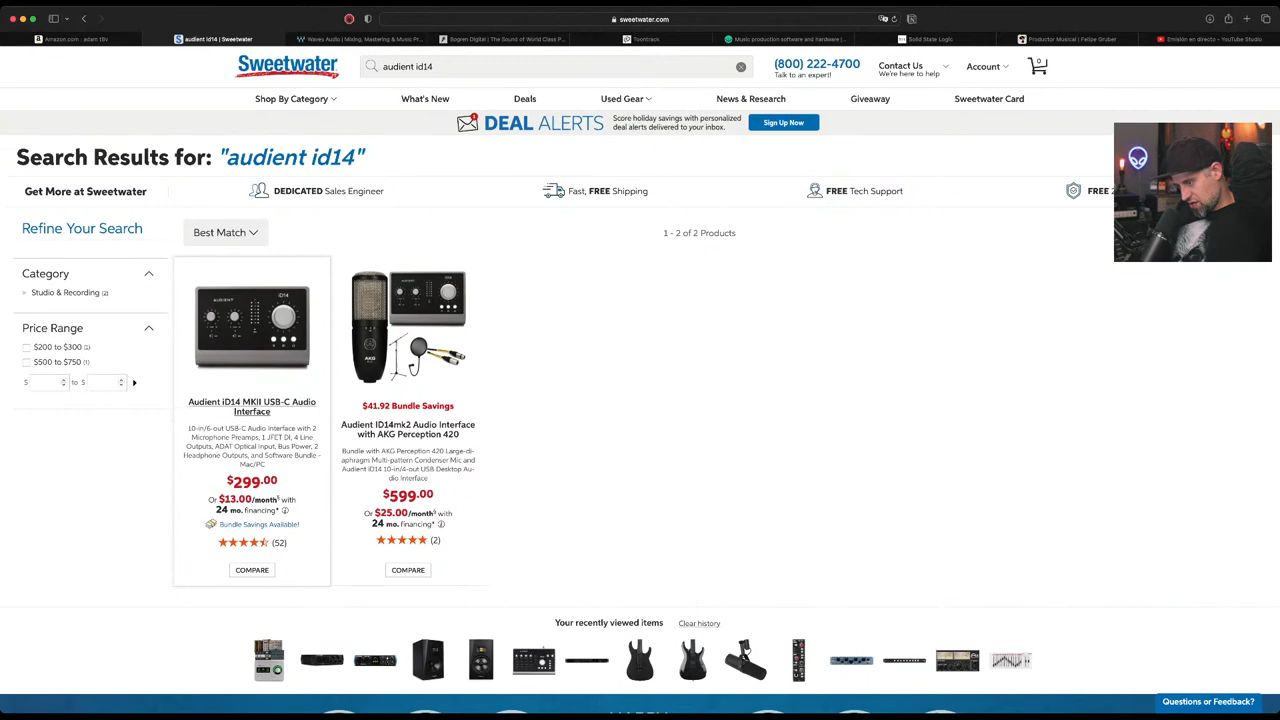 sweetwater.com
Amazon.com : adam t8v
audient id14 | Sweetwater
Waves Audio | Mixing, Mastering & Music Pr...
Bogren Digital | The Sound of World Class P...
Toontrack
Music production software and hardware |...
Solid State Logic
Productor Musical | Felipe Gruber
Emisión en directo - YouTube Studio
Sweetwater
audient id14
(800) 222-4700
Talk to an expert!
Contact Us
We're here to help
Account
0
Shop By Category
What's New
Deals
Used Gear
News & Research
Giveaway
Sweetwater Card
DEAL ALERTS
Score holiday savings with personalized
deal alerts delivered to your inbox.
Sign Up Now
Search Results for: "audient id14"
Get More at Sweetwater
DEDICATED Sales Engineer
Fast, FREE Shipping
FREE Tech Support
FREE 2
Refine Your Search
Best Match
1 - 2 of 2 Products
Category
Studio & Recording (2)
Price Range
$200 to $300 (1)
$500 to $750 (1)
$ to $
AUDIENT
iD14
Audient iD14 MKII USB-C Audio
Interface
10-in/6-out USB-C Audio Interface with 2
Microphone Preamps, 1 JFET DI, 4 Line
Outputs, ADAT Optical Input, Bus Power, 2
Headphone Outputs, and Software Bundle -
Mac/PC
$299.00
Or $13.00/month§ with
24 mo. financing*
Bundle Savings Available!
(52)
COMPARE
AKG
$41.92 Bundle Savings
Audient ID14mk2 Audio Interface
with AKG Perception 420
Bundle with AKG Perception 420 Large-di-
aphragm Multi-pattern Condenser Mic and
Audient iD14 10-in/4-out USB Desktop Au-
dio Interface
$599.00
Or $25.00/month§ with
24 mo. financing*
(2)
COMPARE
Your recently viewed items
Clear history
Questions or Feedback?